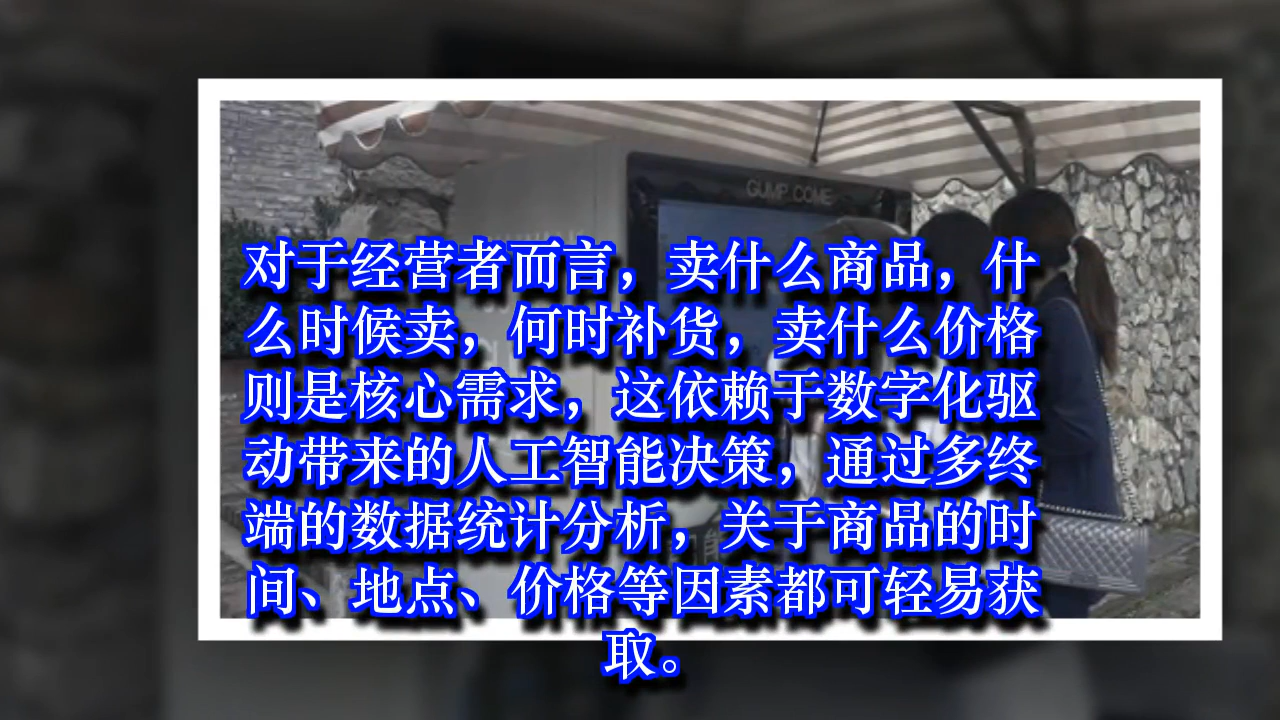 GUMP COME
对于经营者而言，卖什么商品，什
么时候卖，何时补货，卖什么价格
则是核心需求，这依赖于数字化驱
动带来的人工智能决策，通过多终
端的数据统计分析，关于商品的时
间、地点、价格等因素都可轻易获
取。